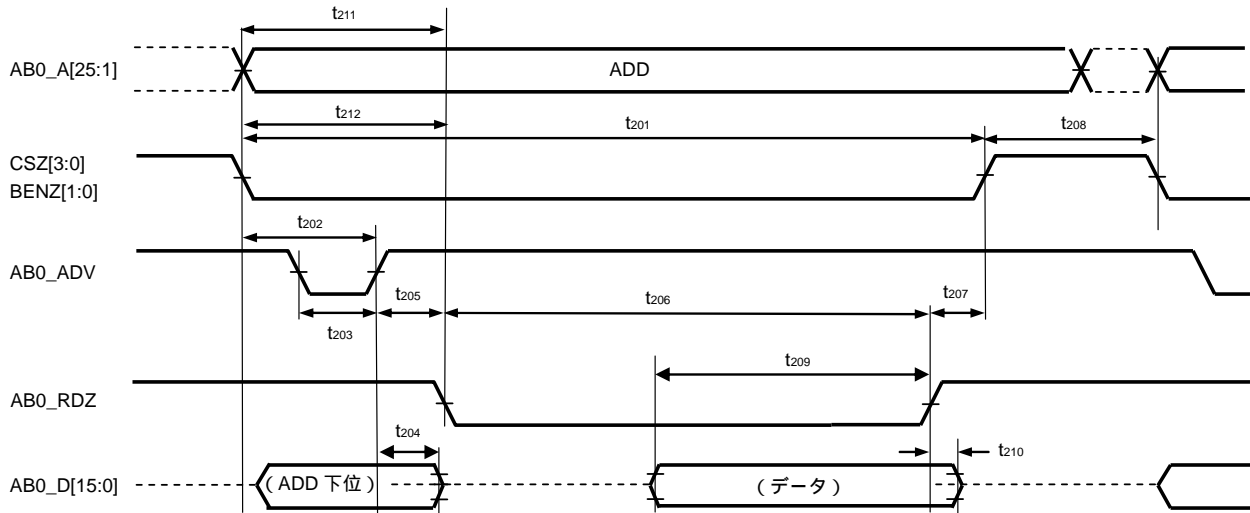 t211
AB0_A[25:1]
ADD
t212
t201
t208
CSZ[3:0]
BENZ[1:0]
t202
AB0_ADV
t205
t206
t207
t203
t209
AB0_RDZ
t204
t210
AB0_D[15:0]
(ADD 下位)
(データ)